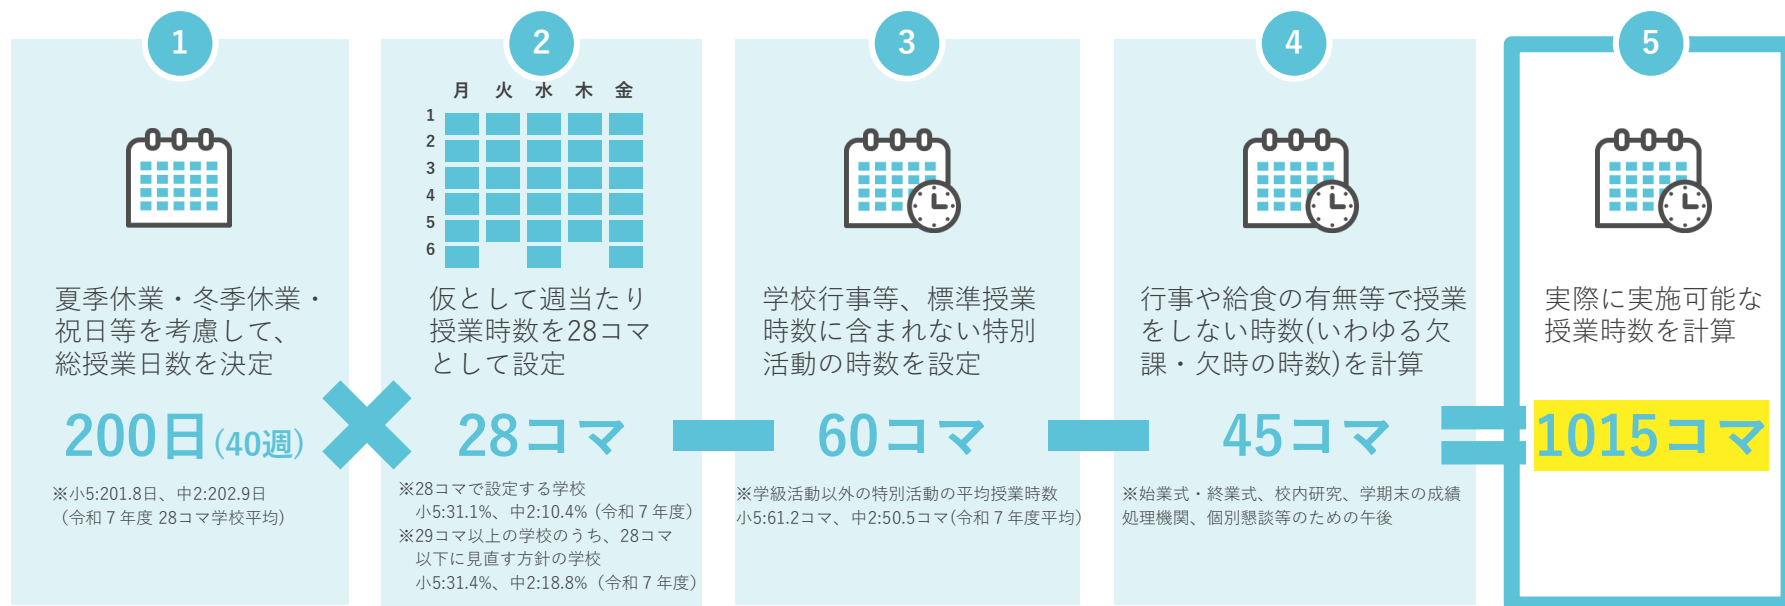 1
夏季休業・冬季休業・
祝日等を考慮して、
総授業日数を決定
200日(40週)
※小5:201.8日、中2:202.9日
（令和７年度 28コマ学校平均)
2
月 火 水 木 金
1
2
3
4
5
6
仮として週当たり
授業時数を28コマ
として設定
28コマ
※28コマで設定する学校
小5:31.1%、中2:10.4% (令和７年度)
※29コマ以上の学校のうち、28コマ
以下に見直す方針の学校
小5:31.4%、中2:18.8%（令和７年度）
3
学校行事等、標準授業
時数に含まれない特別
活動の時数を設定
60コマ
※学級活動以外の特別活動の平均授業時数
小5:61.2コマ、中2:50.5コマ(令和７年度平均)
4
行事や給食の有無等で授業
をしない時数(いわゆる欠
課・欠時の時数)を計算
45コマ
※始業式・終業式、校内研究、学期末の成績
処理機関、個別懇談等のための午後
5
実際に実施可能な
授業時数を計算
1015コマ